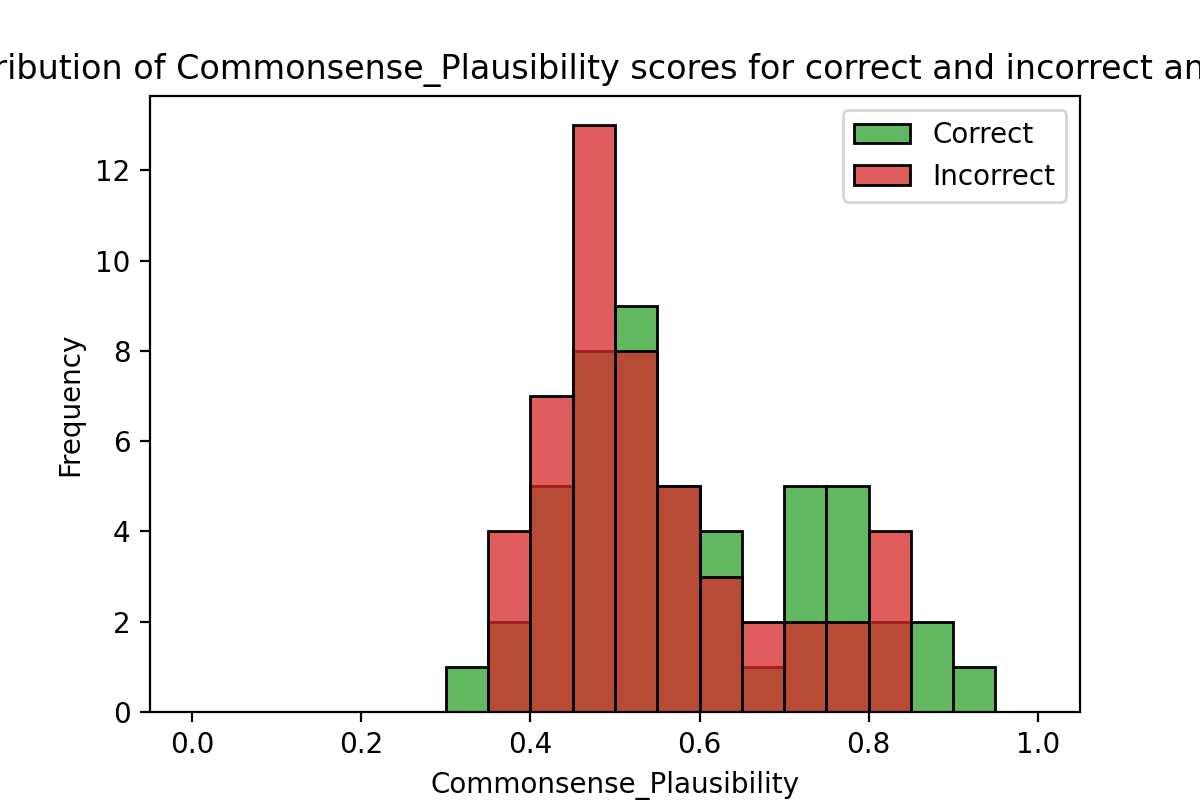 ribution of Commonsense_Plausibility scores for correct and incorrect an
Correct
Incorrect
Frequency
12
10
8
6
4
2
0
0.0 0.2 0.4 0.6 0.8 1.0
Commonsense_Plausibility